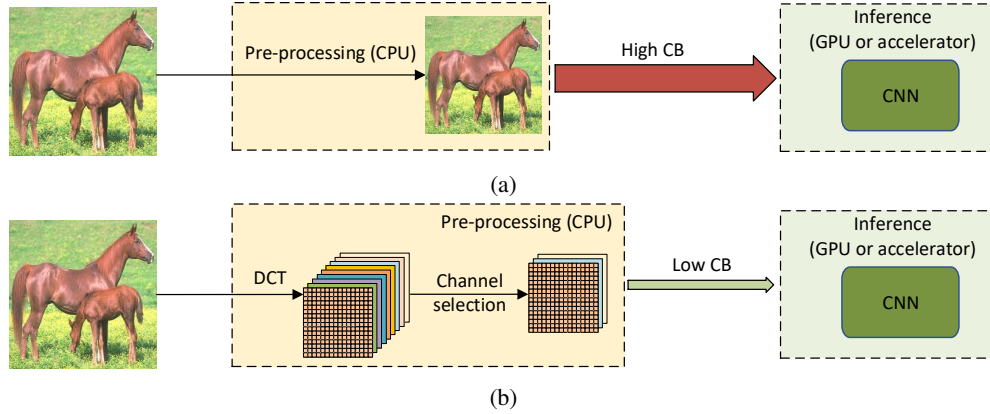 Pre-processing (CPU)
High CB
Inference
(GPU or accelerator)
CNN
(a)
Pre-processing (CPU)
DCT
Channel
selection
Low CB
Inference
(GPU or accelerator)
CNN
(b)